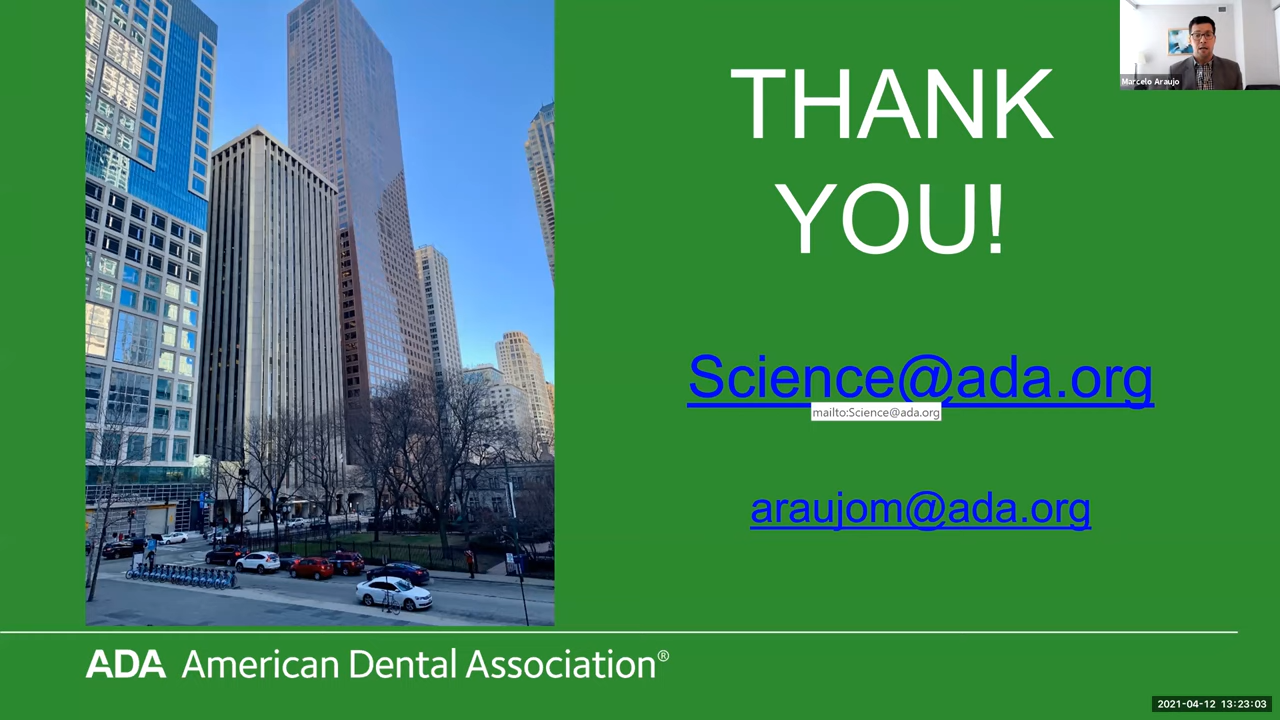 Marcelo Araujo
THANK
YOU!
Science@ada.org
mailto:Science@ada.org
araujom@ada.org
ADA American Dental Association®
2021-04-12 13:23:03